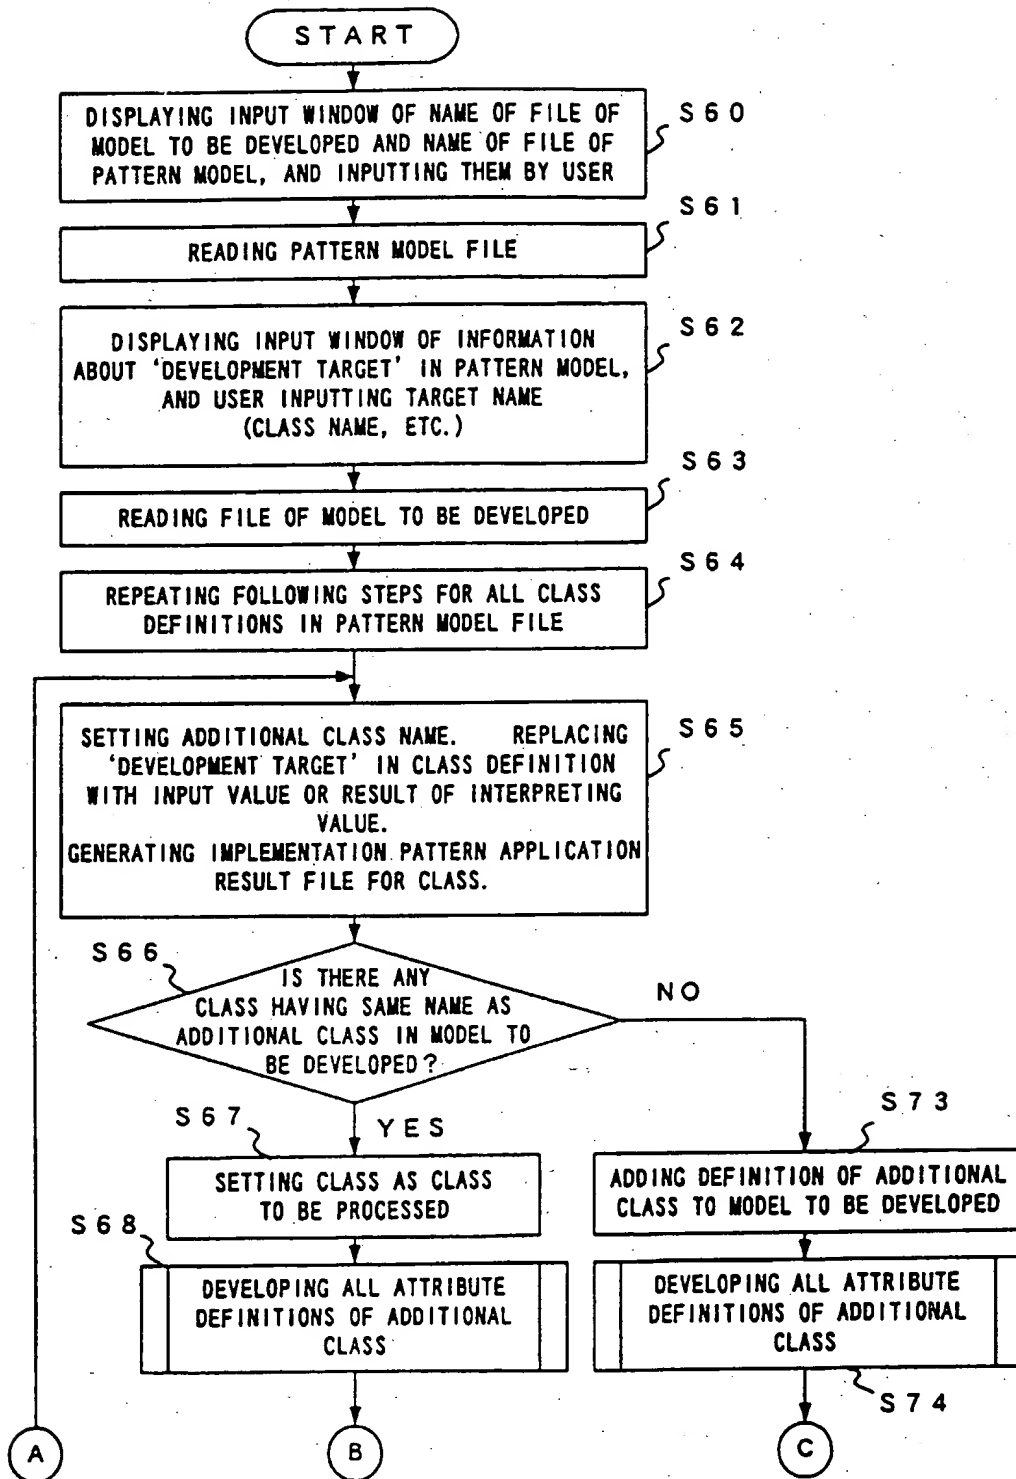 START
DISPLAYING INPUT WINDOW OF NAME OF FILE OF
MODEL TO BE DEVELOPED AND NAME OF FILE OF
PATTERN MODEL, AND INPUTTING THEM BY USER
S60
S61
READING PATTERN MODEL FILE
S62
DISPLAYING INPUT WINDOW OF INFORMATION
ABOUT 'DEVELOPMENT TARGET' IN PATTERN MODEL,
AND USER INPUTTING TARGET NAME
(CLASS NAME, ETC.)
S63
READING FILE OF MODEL TO BE DEVELOPED
S64
REPEATING FOLLOWING STEPS FOR ALL CLASS
DEFINITIONS IN PATTERN MODEL FILE
S65
SETTING ADDITIONAL CLASS NAME. REPLACING
'DEVELOPMENT TARGET' IN CLASS DEFINITION
WITH INPUT VALUE OR RESULT OF INTERPRETING
VALUE.
GENERATING IMPLEMENTATION PATTERN APPLICATION
RESULT FILE FOR CLASS.
S66
IS THERE ANY
CLASS HAVING SAME NAME AS
ADDITIONAL CLASS IN MODEL TO
BE DEVELOPED?
NO
YES
S67
SETTING CLASS AS CLASS
TO BE PROCESSED
S73
ADDING DEFINITION OF ADDITIONAL
CLASS TO MODEL TO BE DEVELOPED
S68
DEVELOPING ALL ATTRIBUTE
DEFINITIONS OF ADDITIONAL
CLASS
DEVELOPING ALL ATTRIBUTE
DEFINITIONS OF ADDITIONAL
CLASS
S74
A
B
C